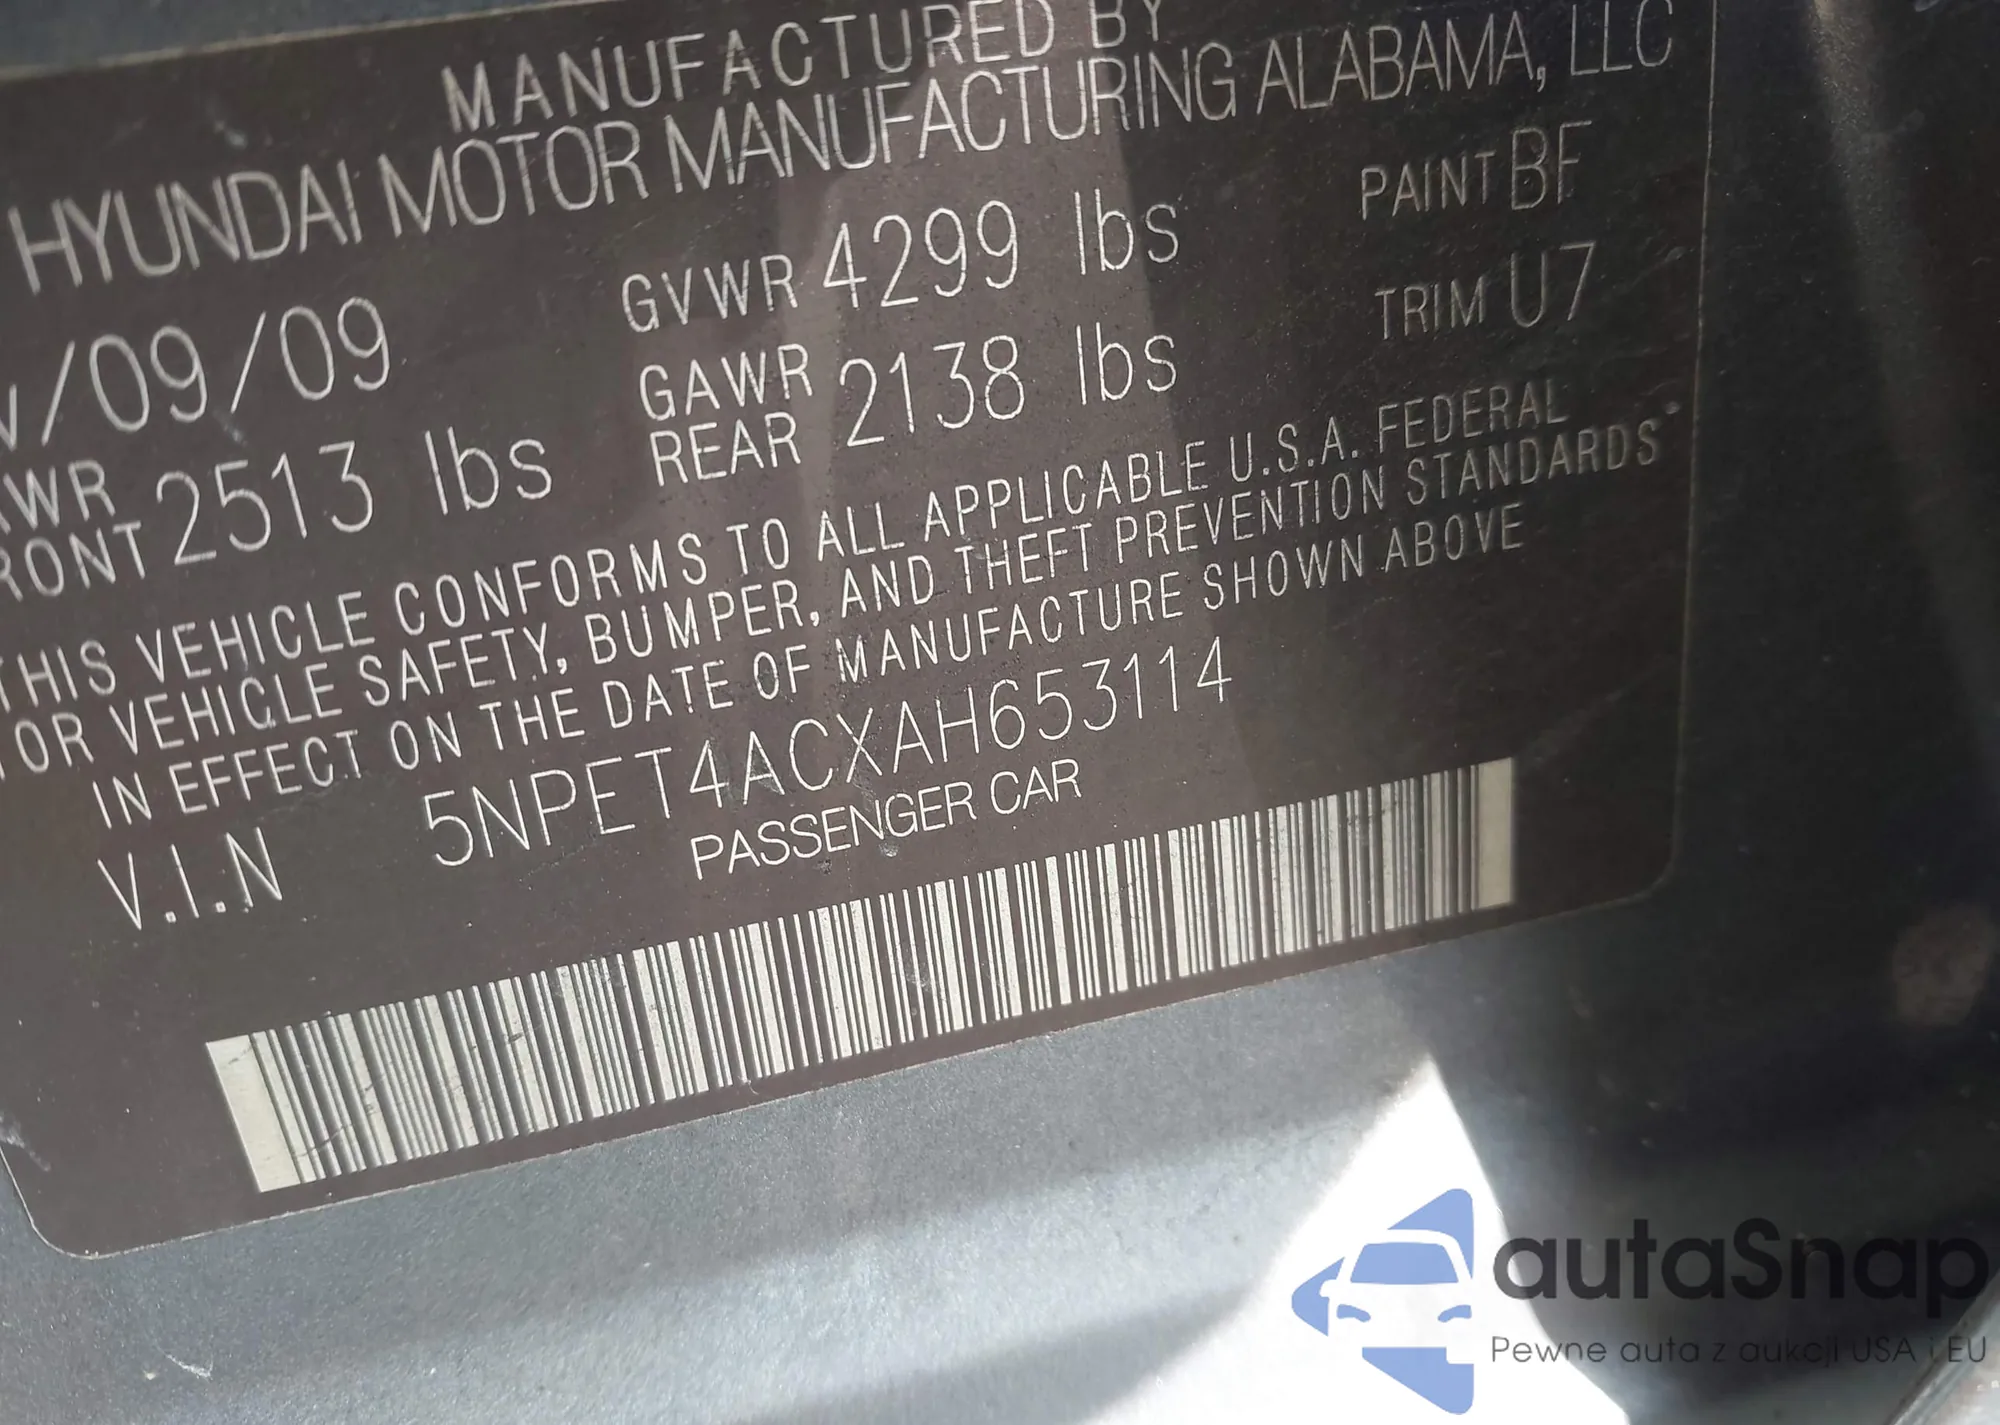 MANUFACTURED BY
HYUNDAI MOTOR MANUFACTURING ALABAMA, LLC
/09/09 GVWR 4299 lbs PAINT BF
WR FRONT 2513 lbs GAWR REAR 2138 lbs TRIM U7
THIS VEHICLE CONFORMS TO ALL APPLICABLE U.S.A. FEDERAL
OR VEHICLE SAFETY, BUMPER, AND THEFT PREVENTION STANDARDS
IN EFFECT ON THE DATE OF MANUFACTURE SHOWN ABOVE
V.I.N 5NPET4ACXAH653114
PASSENGER CAR
autaSnap
Pewne auta z aukcji USA i EU